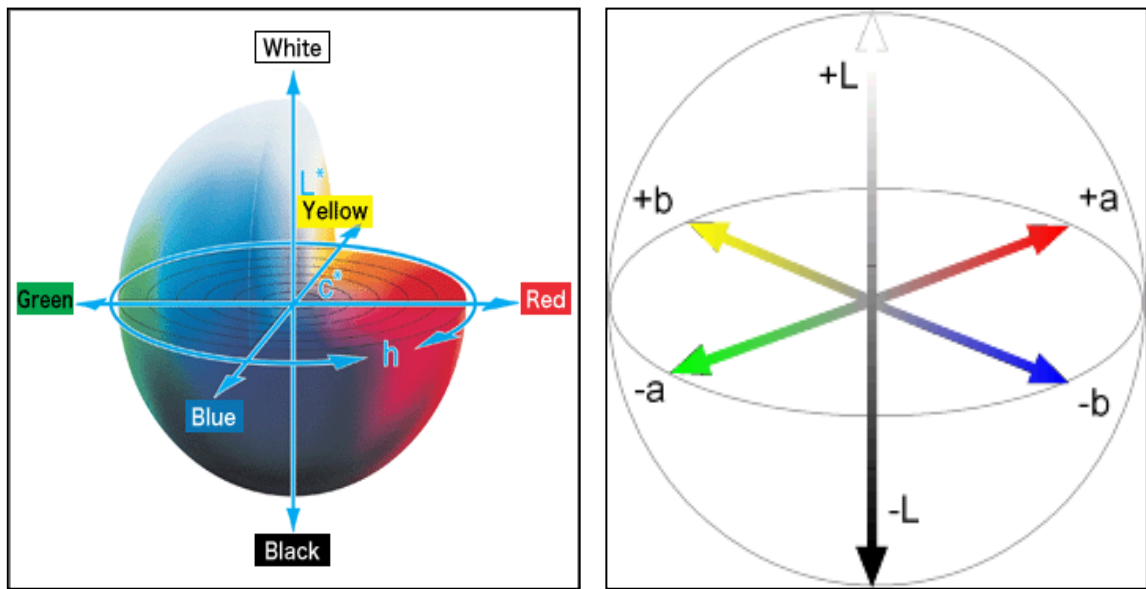 White
L*
Yellow
C*
Green
Red
h
Blue
Black
+L
+b
+a
-a
-b
-L